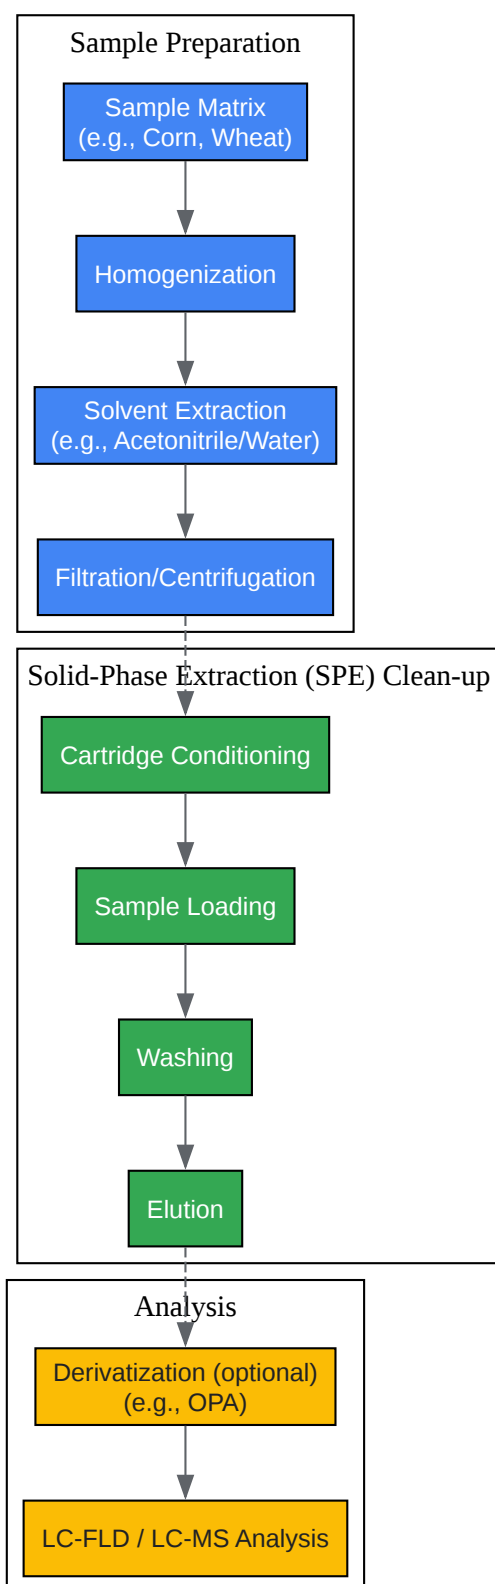 Sample Preparation
Sample Matrix
(e.g., Corn, Wheat)
Homogenization
Solvent Extraction
(e.g., Acetonitrile/Water)
Filtration/Centrifugation
Solid-Phase Extraction (SPE) Clean-up
Cartridge Conditioning
Sample Loading
Washing
Elution
Analysis
Derivatization (optional)
(e.g., OPA)
LC-FLD / LC-MS Analysis